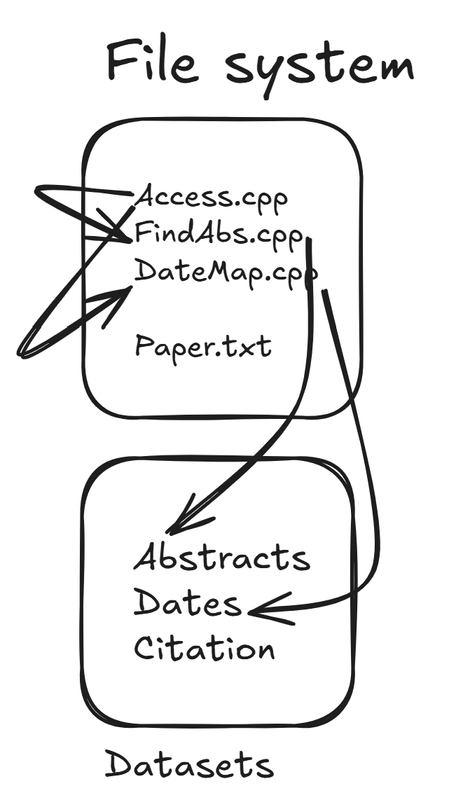 File system
Access.cpp
FindAbs.cpp
DateMap.cpp
Paper.txt
Abstracts
Dates
Citation
Datasets